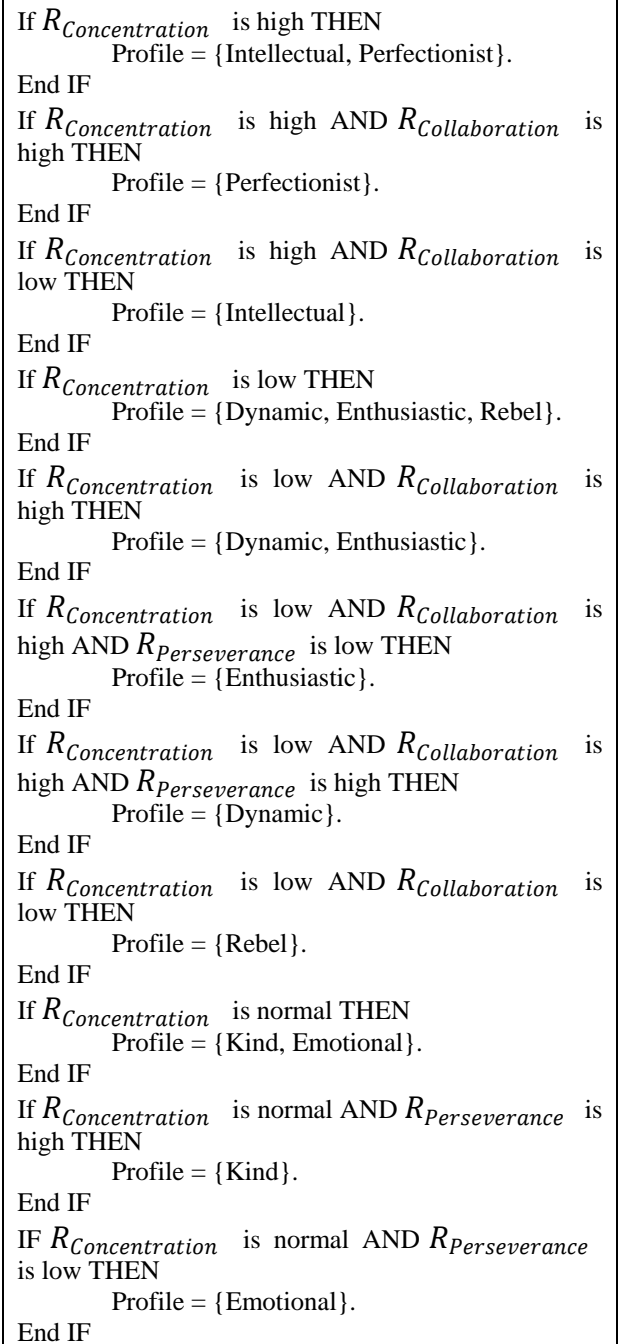 If R_Concentration is high THEN
Profile = {Intellectual, Perfectionist}.
End IF
If R_Concentration is high AND R_Collaboration is
high THEN
Profile = {Perfectionist}.
End IF
If R_Concentration is high AND R_Collaboration is
low THEN
Profile = {Intellectual}.
End IF
If R_Concentration is low THEN
Profile = {Dynamic, Enthusiastic, Rebel}.
End IF
If R_Concentration is low AND R_Collaboration is
high THEN
Profile = {Dynamic, Enthusiastic}.
End IF
If R_Concentration is low AND R_Collaboration is
high AND R_Perseverance is low THEN
Profile = {Enthusiastic}.
End IF
If R_Concentration is low AND R_Collaboration is
high AND R_Perseverance is high THEN
Profile = {Dynamic}.
End IF
If R_Concentration is low AND R_Collaboration is
low THEN
Profile = {Rebel}.
End IF
If R_Concentration is normal THEN
Profile = {Kind, Emotional}.
End IF
If R_Concentration is normal AND R_Perseverance is
high THEN
Profile = {Kind}.
End IF
IF R_Concentration is normal AND R_Perseverance
is low THEN
Profile = {Emotional}.
End IF